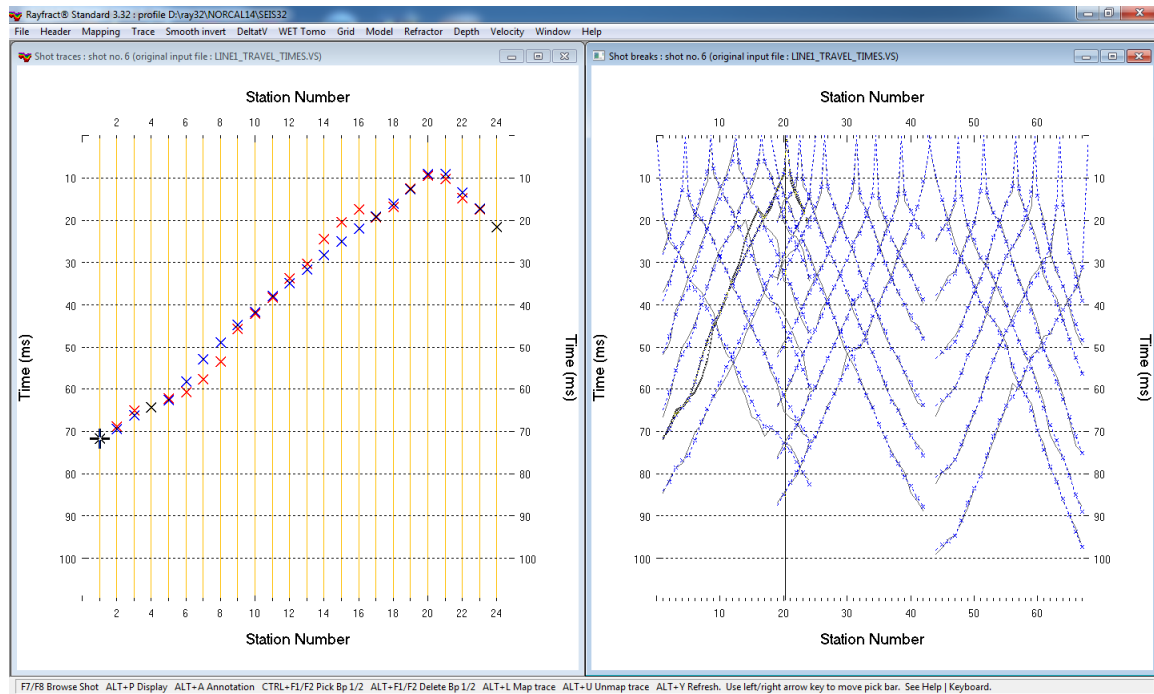 Rayfract® Standard 3.32 : profile D:\ray32\NORCAL14\SEIS32
File Header Mapping Trace Smooth invert DeltatV WET Tomo Grid Model Refractor Depth Velocity Window Help
Shot traces : shot no. 6 (original input file : LINE1_TRAVEL_TIMES.VS)
Station Number
2 4 6 8 10 12 14 16 18 20 22 24
10 10
20 20
30 30
40 40
50 50
60 60
70 70
80 80
90 90
100 100
Time (ms)
Time (ms)
2 4 6 8 10 12 14 16 18 20 22 24
Station Number
Shot breaks : shot no. 6 (original input file : LINE1_TRAVEL_TIMES.VS)
Station Number
10 20 30 40 50 60
10 10
20 20
30 30
40 40
50 50
60 60
70 70
80 80
90 90
100 100
Time (ms)
Time (ms)
10 20 30 40 50 60
Station Number
F7/F8 Browse Shot ALT+P Display ALT+A Annotation CTRL+F1/F2 Pick Bp 1/2 ALT+F1/F2 Delete Bp 1/2 ALT+L Map trace ALT+U Unmap trace ALT+Y Refresh. Use left/right arrow key to move pick bar. See Help | Keyboard.